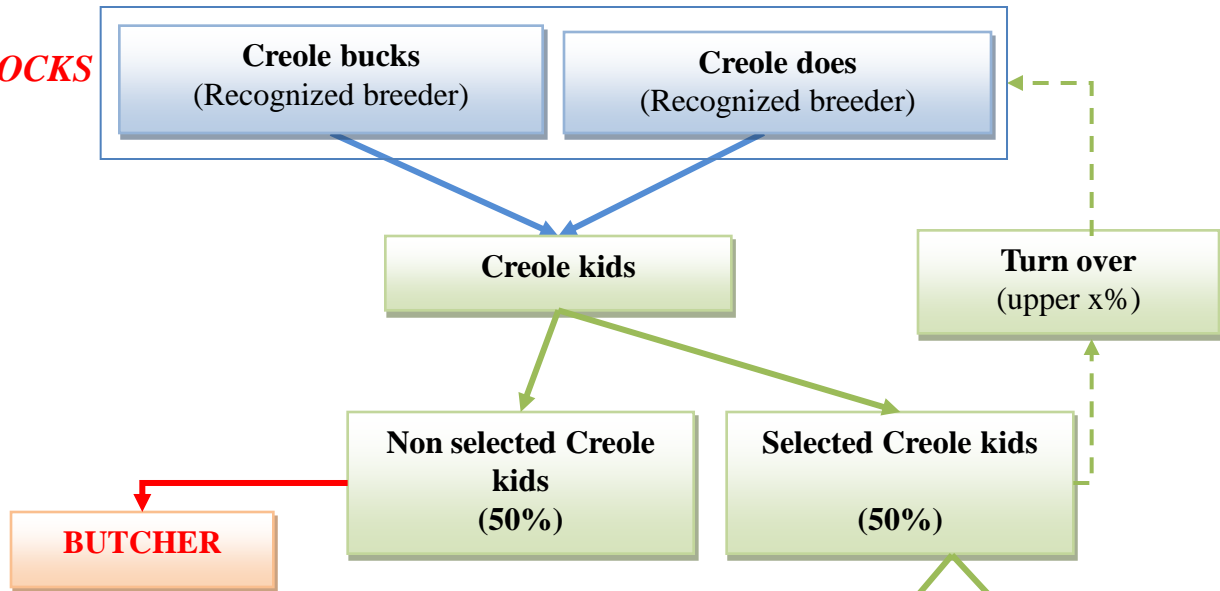 OCKS
Creole bucks
(Recognized breeder)
Creole does
(Recognized breeder)
Creole kids
Turn over
(upper x%)
Non selected Creole
kids
(50%)
Selected Creole kids
(50%)
BUTCHER